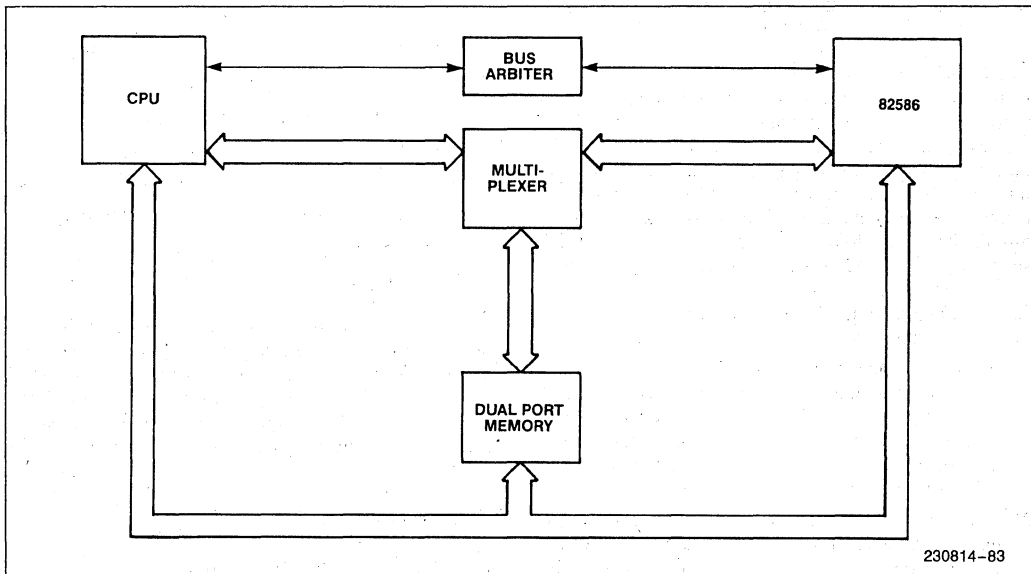 BUS
ARBITER
CPU
82586
MULTI-
PLEXER
DUAL PORT
MEMORY
230814–83